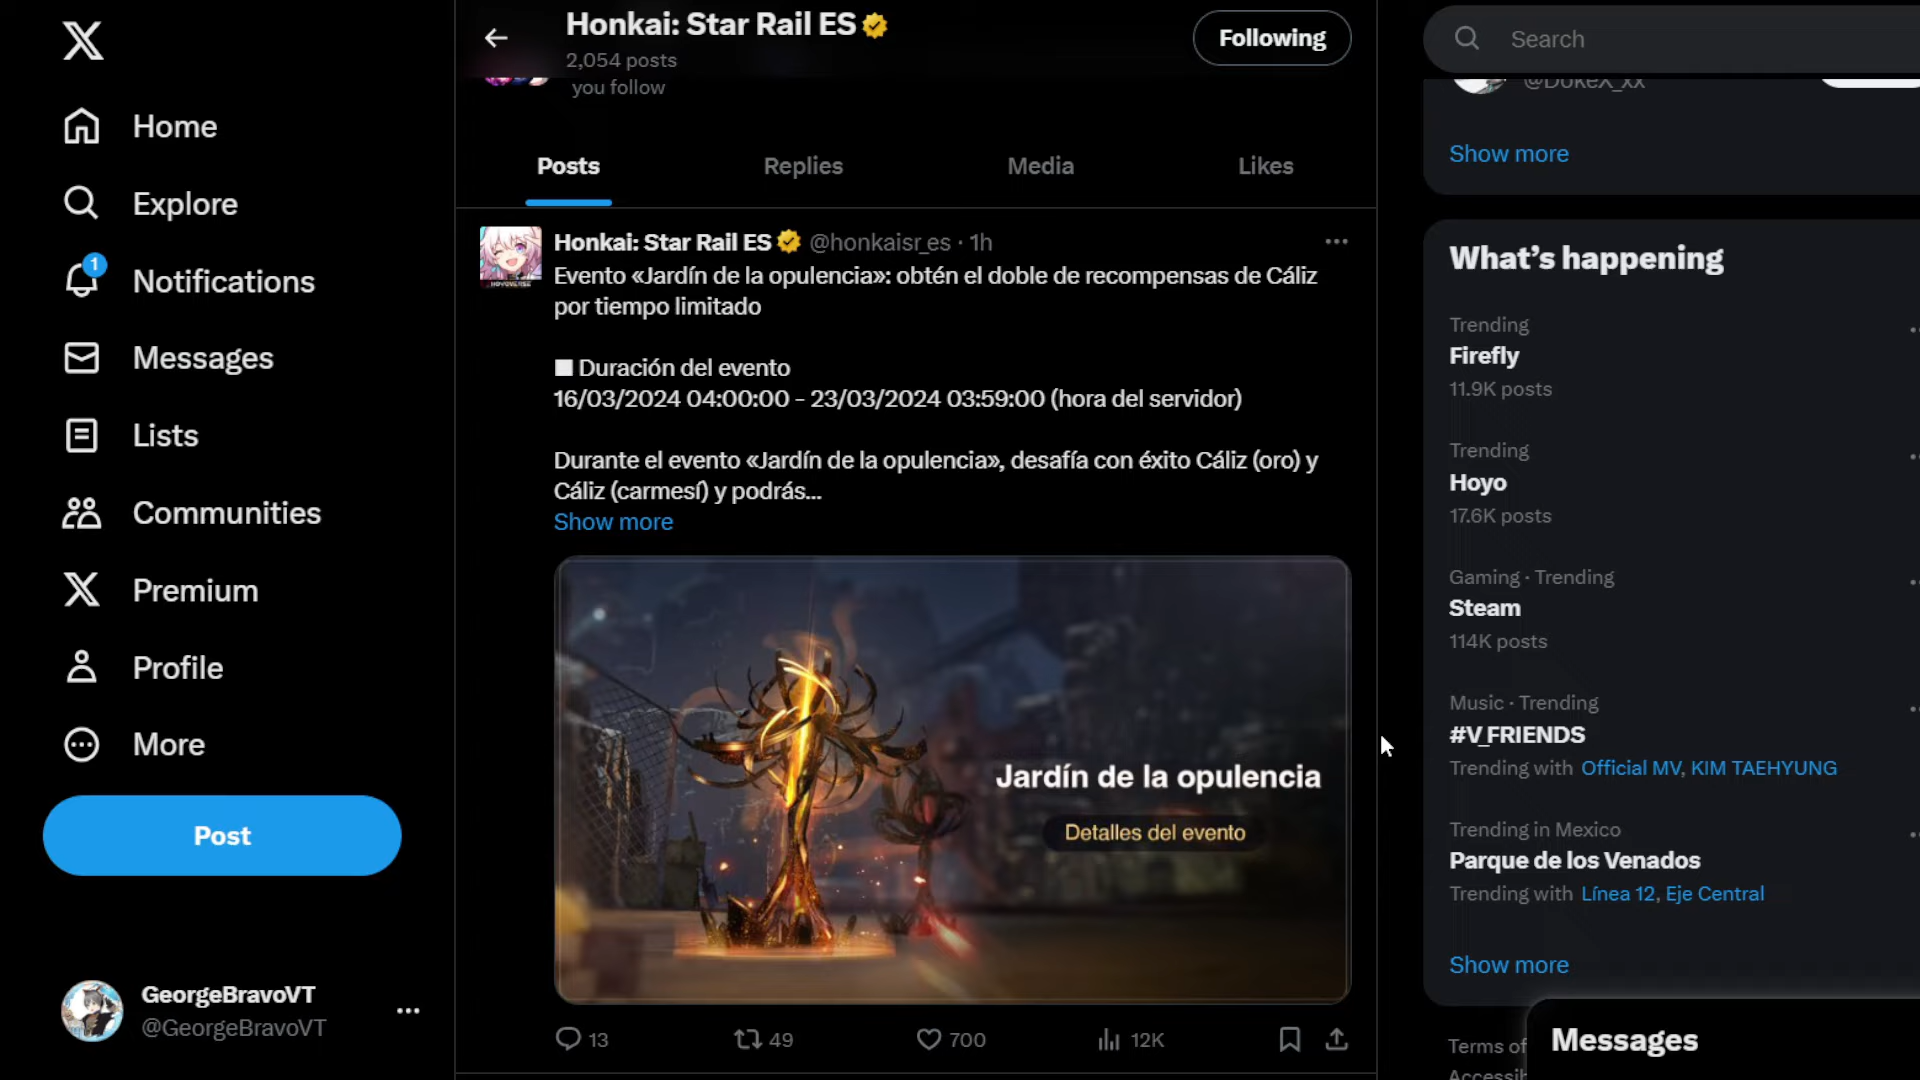 Home
Explore
1
Notifications
Messages
Lists
Communities
Premium
Profile
More
Post
GeorgeBravoVT
@GeorgeBravoVT
Honkai: Star Rail ES
2,054 posts
you follow
Following
Posts
Replies
Media
Likes
Honkai: Star Rail ES @honkaisr_es · 1h
Evento «Jardín de la opulencia»: obtén el doble de recompensas de Cáliz
por tiempo limitado
■ Duración del evento
16/03/2024 04:00:00 - 23/03/2024 03:59:00 (hora del servidor)
Durante el evento «Jardín de la opulencia», desafía con éxito Cáliz (oro) y
Cáliz (carmesí) y podrás...
Show more
HOYOVERSE
Jardín de la opulencia
Detalles del evento
13
49
700
12K
Search
@DokeX_xx
Show more
What's happening
Trending
Firefly
11.9K posts
Trending
Hoyo
17.6K posts
Gaming · Trending
Steam
114K posts
Music · Trending
#V_FRIENDS
Trending with Official MV, KIM TAEHYUNG
Trending in Mexico
Parque de los Venados
Trending with Línea 12, Eje Central
Show more
Terms of
Messages